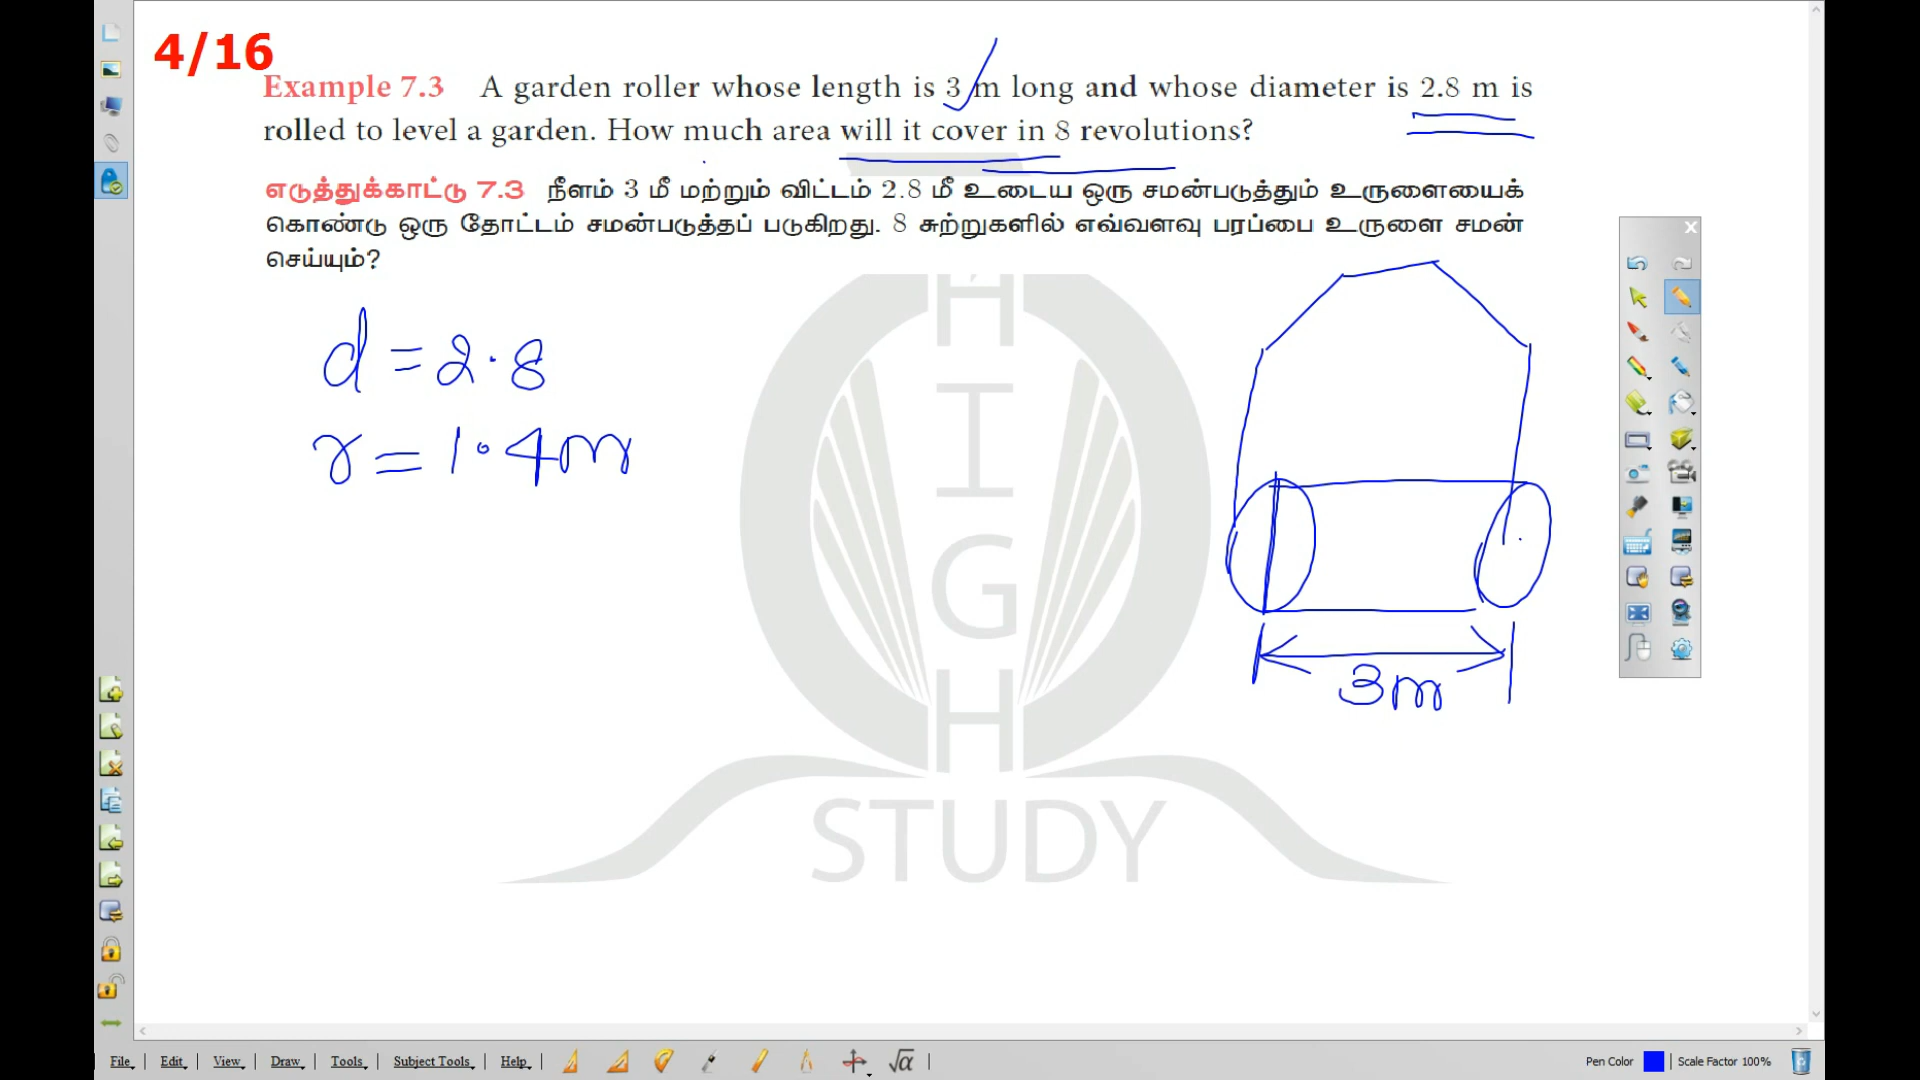 4/16
Example 7.3 A garden roller whose length is 3 m long and whose diameter is 2.8 m is
rolled to level a garden. How much area will it cover in 8 revolutions?
எடுத்துக்காட்டு 7.3 நீளம் 3 மீ மற்றும் விட்டம் 2.8 மீ உடைய ஒரு சமன்படுத்தும் உருளையைக்
கொண்டு ஒரு தோட்டம் சமன்படுத்தப் படுகிறது. 8 சுற்றுகளில் எவ்வளவு பரப்பை உருளை சமன்
செய்யும்?
d = 2.8
r = 1.4m
3m
HIGH
STUDY
File Edit View Draw Tools Subject Tools Help
Pen Color Scale Factor 100%